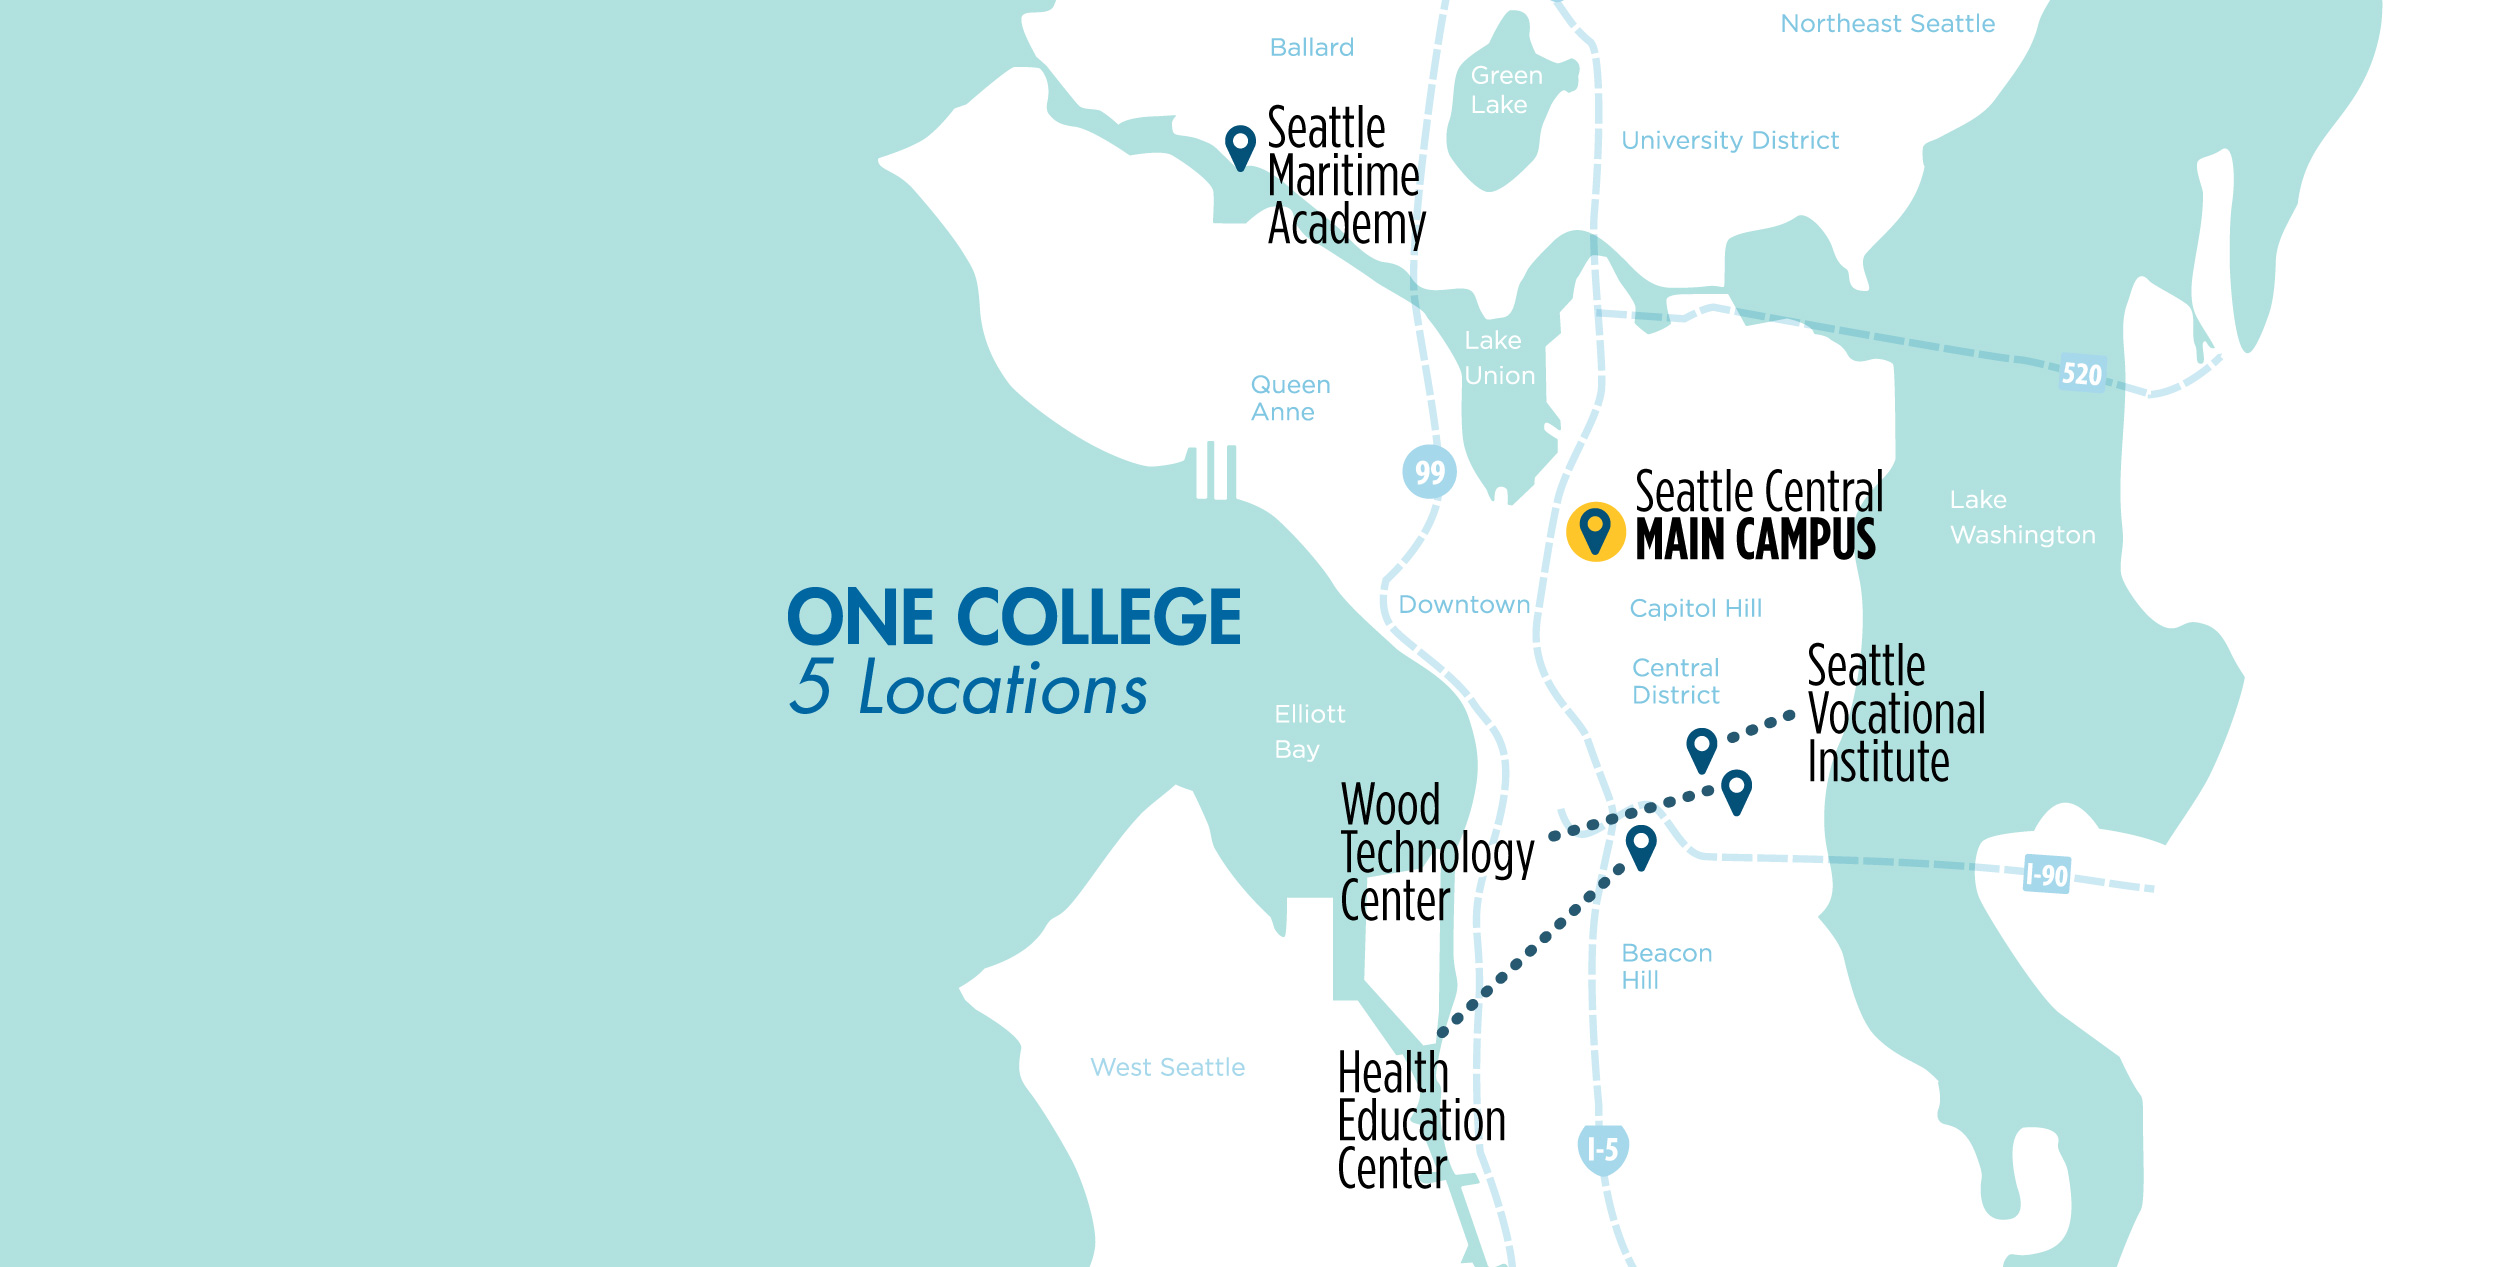 Northeast Seattle
Ballard
Green
Lake
University District
Seattle
Maritime
Academy
Lake
Union
520
Queen
Anne
99
Seattle Central
MAIN CAMPUS
Lake
Washington
ONE COLLEGE
5 Locations
Downtown
Capitol Hill
Central
District
Seattle
Vocational
Institute
Elliott
Bay
Wood
Technology
Center
I-90
Beacon
Hill
West Seattle
Health
Education
Center
I-5